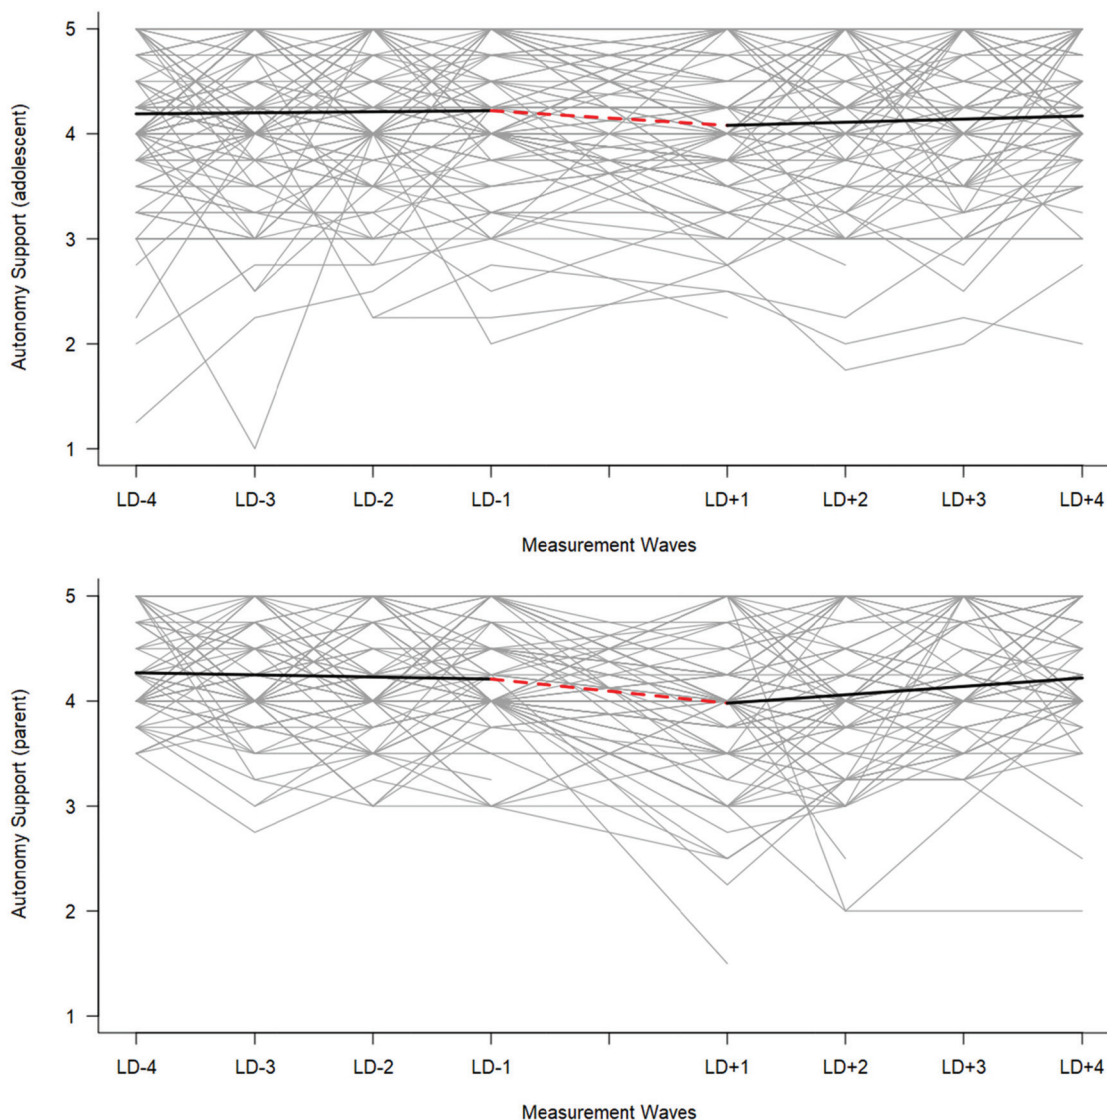 5
4
3
2
1
Autonomy Support (adolescent)
LD-4 LD-3 LD-2 LD-1 LD+1 LD+2 LD+3 LD+4
Measurement Waves
5
4
3
2
1
Autonomy Support (parent)
LD-4 LD-3 LD-2 LD-1 LD+1 LD+2 LD+3 LD+4
Measurement Waves